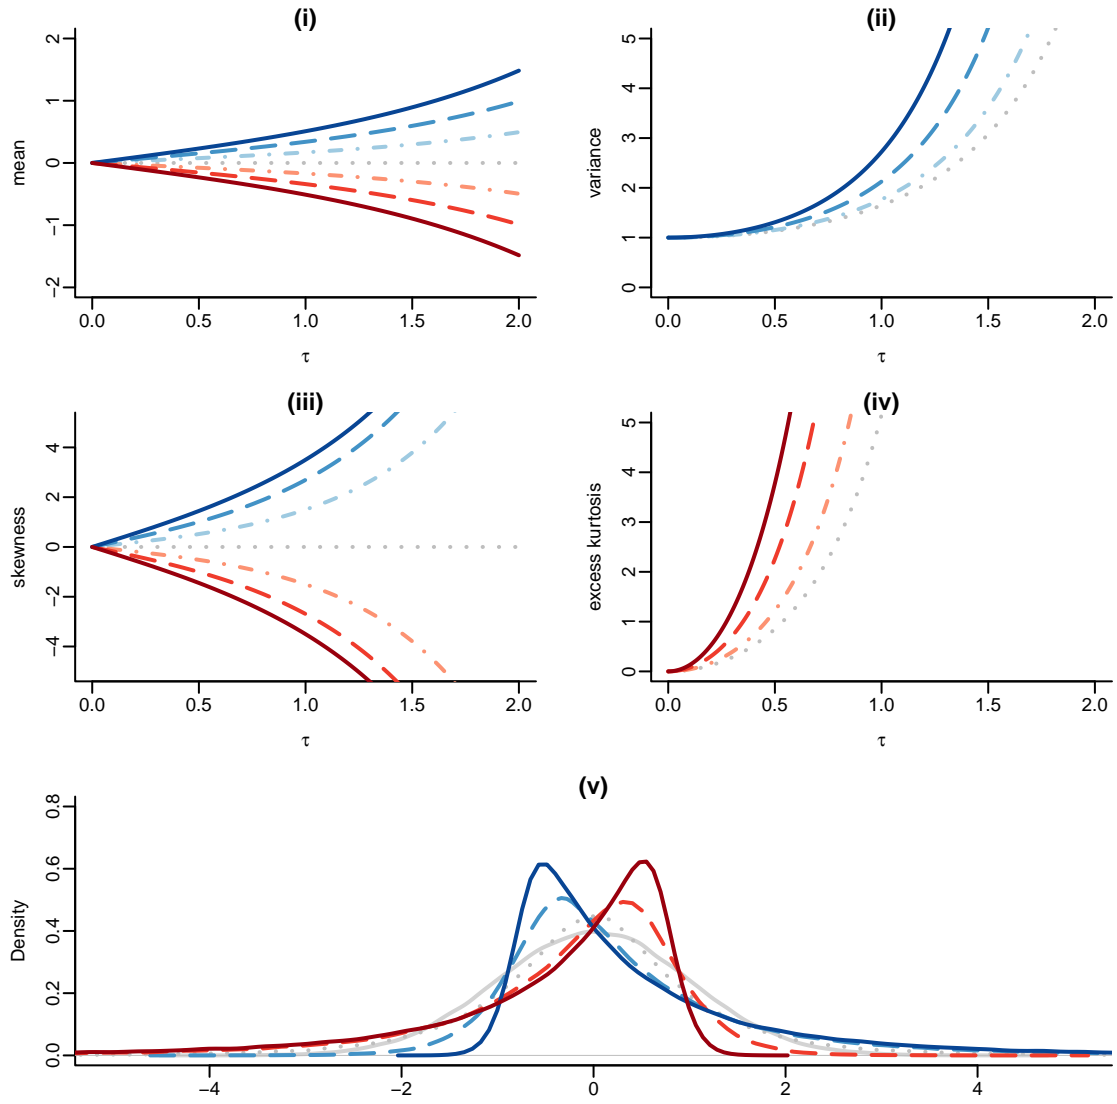 (i)
mean
−2 −1 0 1 2
0.0 0.5 1.0 1.5 2.0
τ
(ii)
variance
0 1 2 3 4 5
0.0 0.5 1.0 1.5 2.0
τ
(iii)
skewness
−4 −2 0 2 4
0.0 0.5 1.0 1.5 2.0
τ
(iv)
excess kurtosis
0 1 2 3 4 5
0.0 0.5 1.0 1.5 2.0
τ
(v)
Density
0.0 0.2 0.4 0.6 0.8
−4 −2 0 2 4